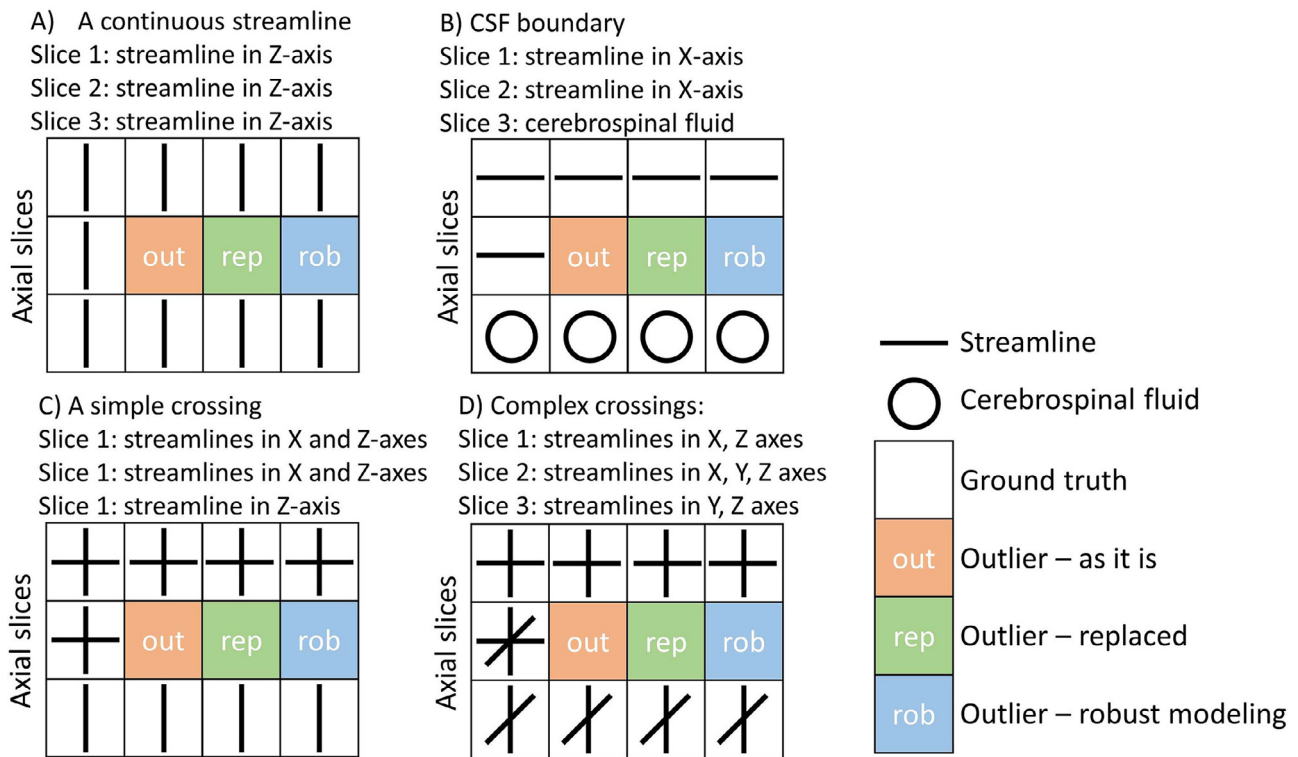 A) A continuous streamline
Slice 1: streamline in Z-axis
Slice 2: streamline in Z-axis
Slice 3: streamline in Z-axis
Axial slices
out rep rob
B) CSF boundary
Slice 1: streamline in X-axis
Slice 2: streamline in X-axis
Slice 3: cerebrospinal fluid
Axial slices
out rep rob
C) A simple crossing
Slice 1: streamlines in X and Z-axes
Slice 1: streamlines in X and Z-axes
Slice 1: streamline in Z-axis
Axial slices
out rep rob
D) Complex crossings:
Slice 1: streamlines in X, Z axes
Slice 2: streamlines in X, Y, Z axes
Slice 3: streamlines in Y, Z axes
Axial slices
out rep rob
Streamline
Cerebrospinal fluid
Ground truth
out Outlier – as it is
rep Outlier – replaced
rob Outlier – robust modeling